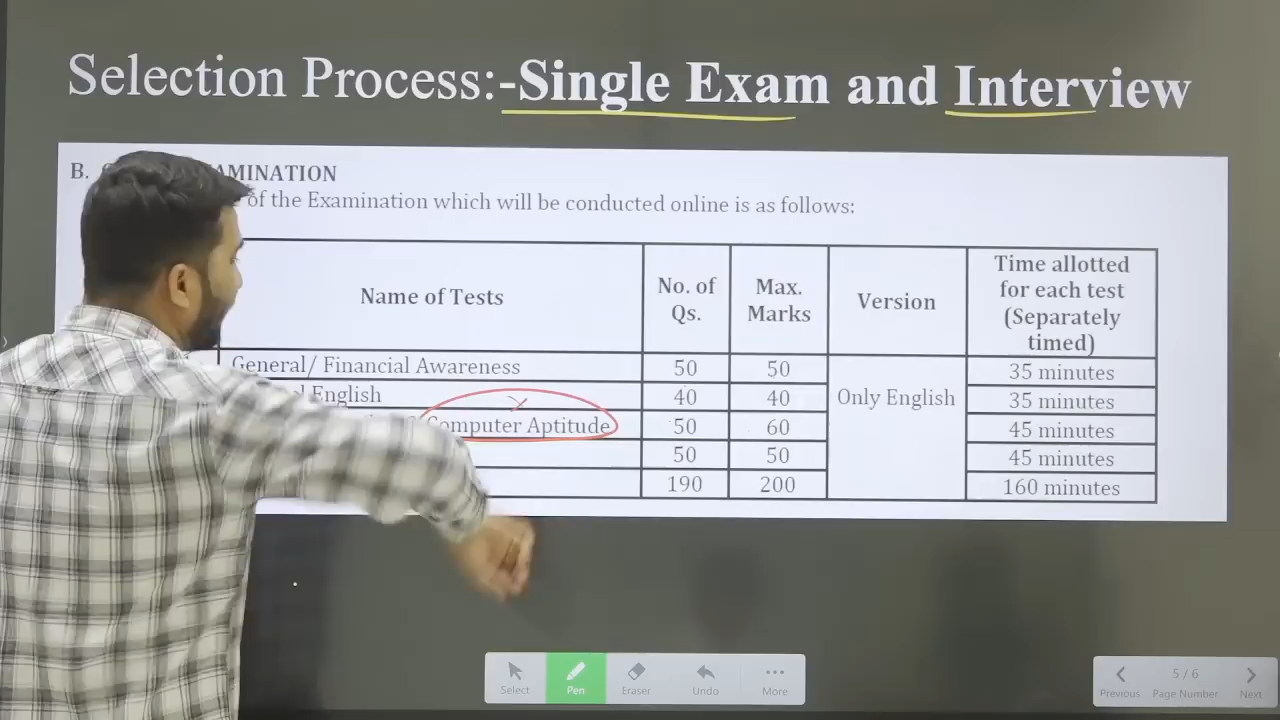 Selection Process:-Single Exam and Interview
B. AMINATION
of the Examination which will be conducted online is as follows:
Name of Tests No. of Qs. Max. Marks Version Time allotted for each test (Separately timed)
General/ Financial Awareness 50 50 Only English 35 minutes
English 40 40 35 minutes
Computer Aptitude 50 60 45 minutes
50 50 45 minutes
190 200 160 minutes
Select Pen Eraser Undo More
Previous 5 / 6 Page Number Next